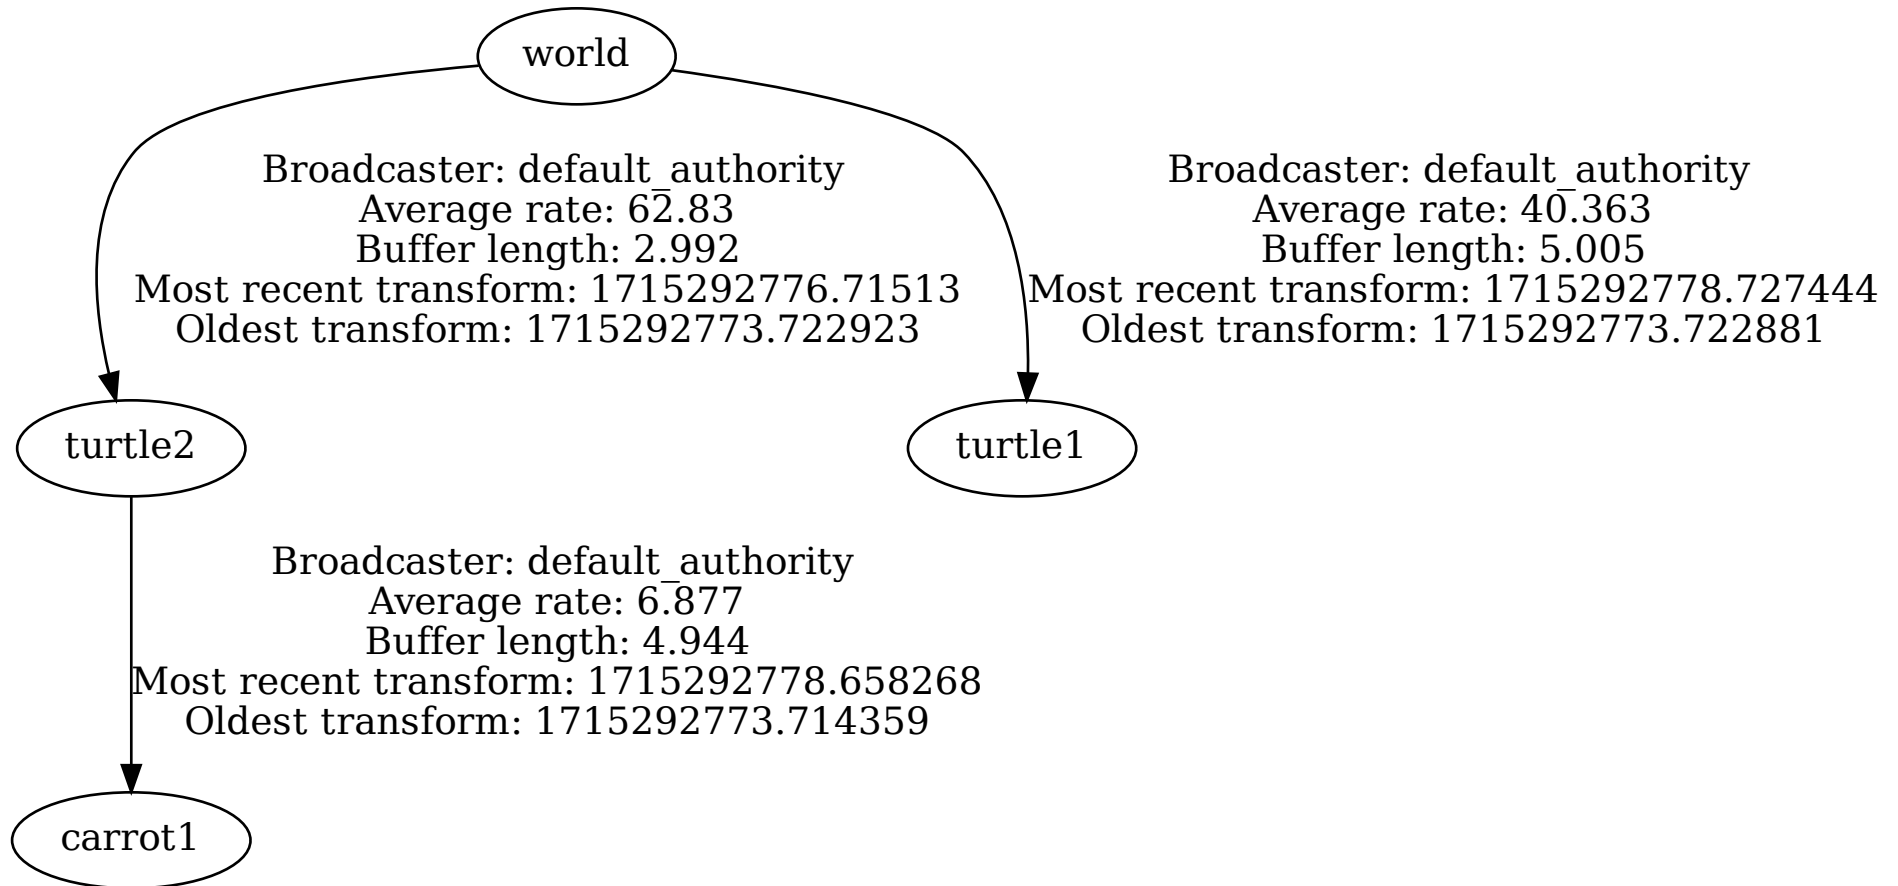 world
Broadcaster: default_authority
Average rate: 62.83
Buffer length: 2.992
Most recent transform: 1715292776.71513
Oldest transform: 1715292773.722923
Broadcaster: default_authority
Average rate: 40.363
Buffer length: 5.005
Most recent transform: 1715292778.727444
Oldest transform: 1715292773.722881
turtle2
turtle1
Broadcaster: default_authority
Average rate: 6.877
Buffer length: 4.944
Most recent transform: 1715292778.658268
Oldest transform: 1715292773.714359
carrot1